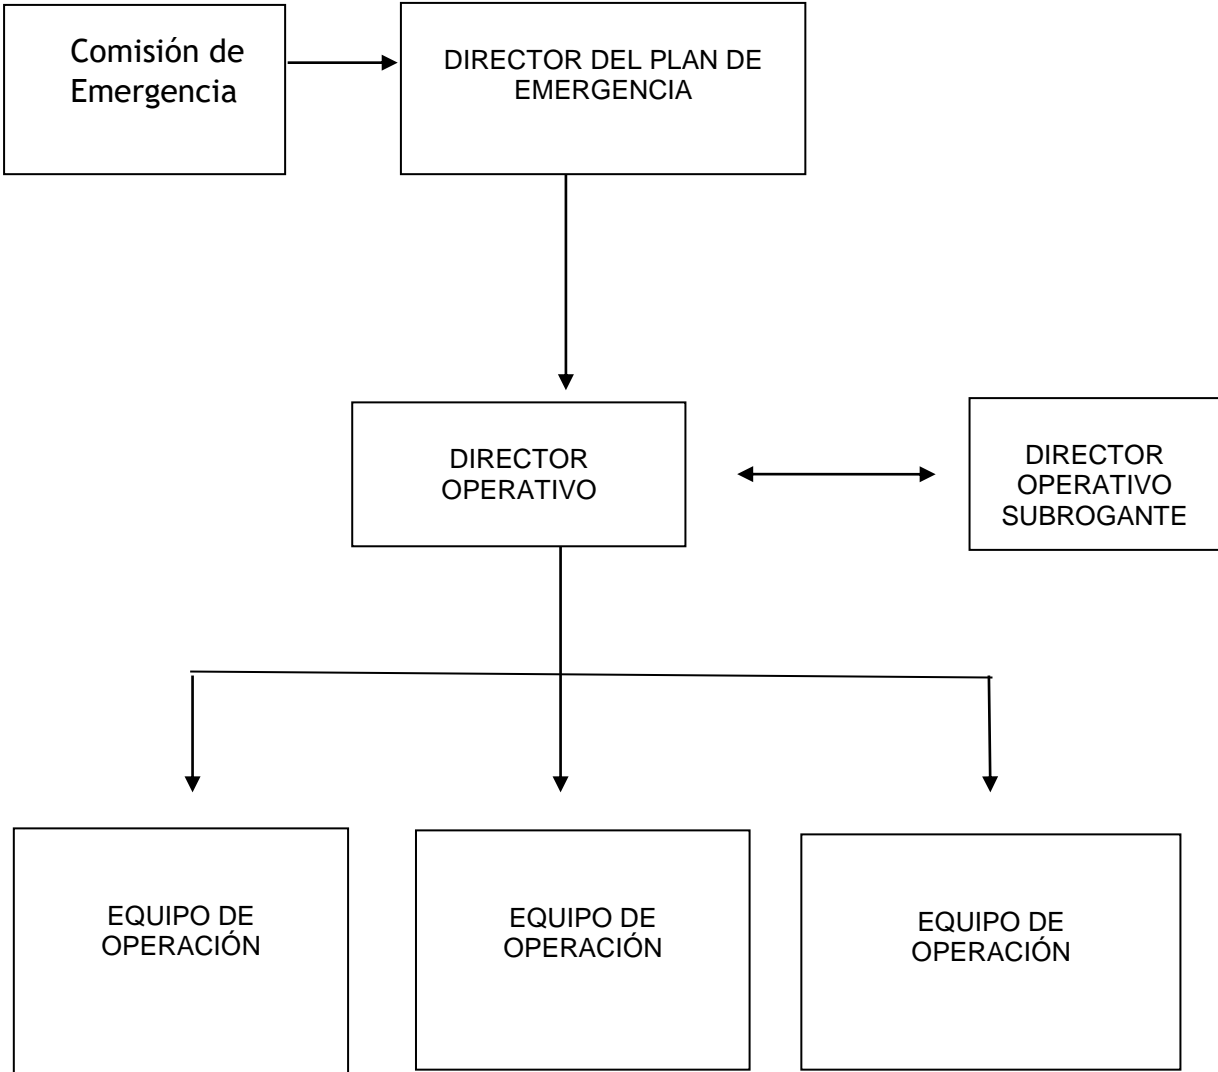 Comisión de
Emergencia
DIRECTOR DEL PLAN DE
EMERGENCIA
DIRECTOR
OPERATIVO
DIRECTOR
OPERATIVO
SUBROGANTE
EQUIPO DE
OPERACIÓN
EQUIPO DE
OPERACIÓN
EQUIPO DE
OPERACIÓN